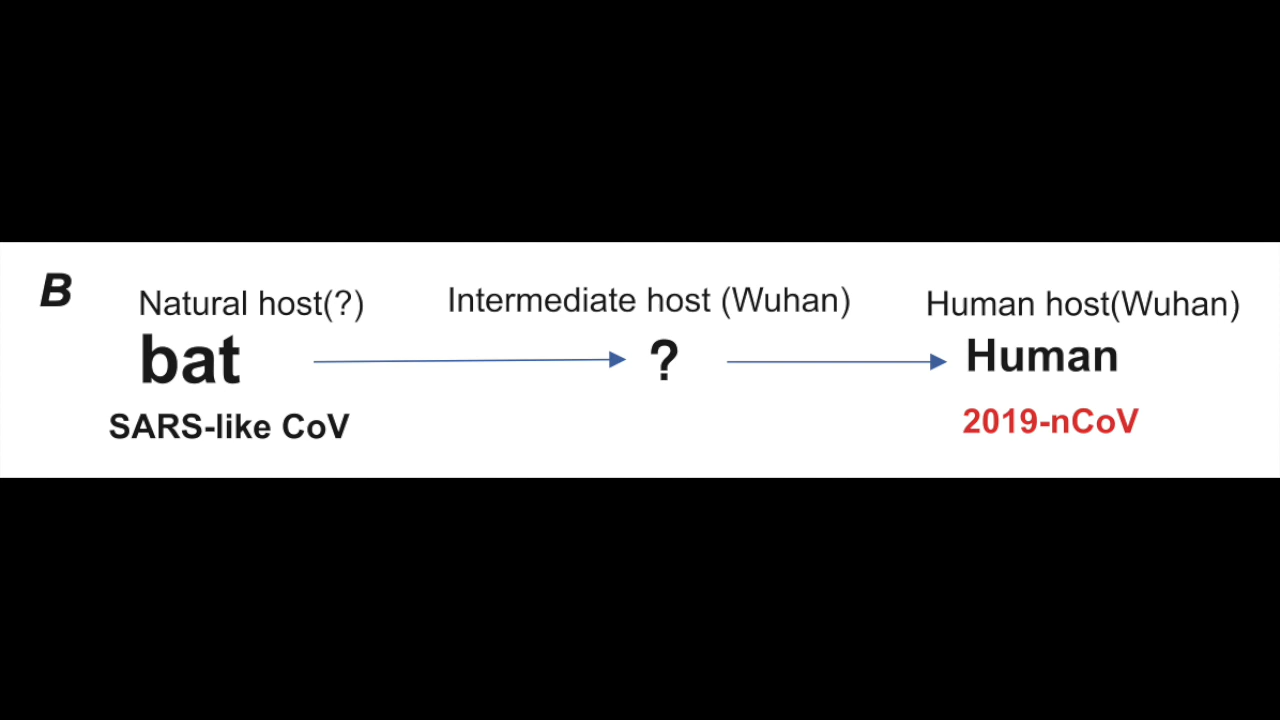 B
Natural host(?)
Intermediate host (Wuhan)
Human host(Wuhan)
bat
?
Human
SARS-like CoV
2019-nCoV